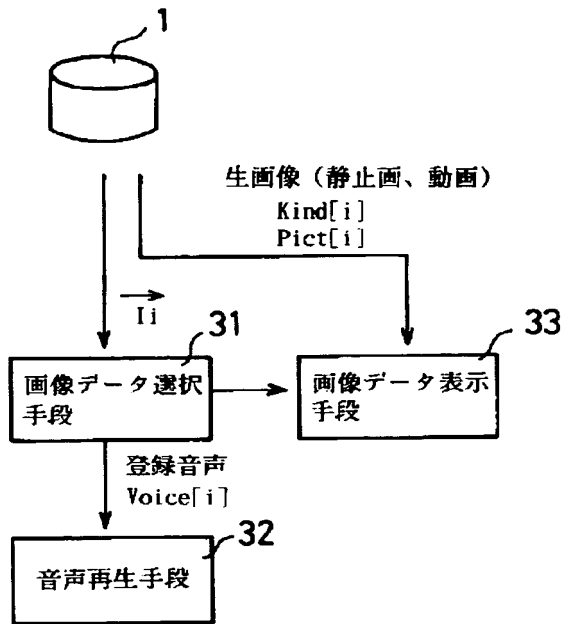 1
生画像（静止画、動画）
Kind[i]
Pict[i]
Ii
31
33
画像データ選択
手段
画像データ表示
手段
登録音声
Voice[i]
32
音声再生手段